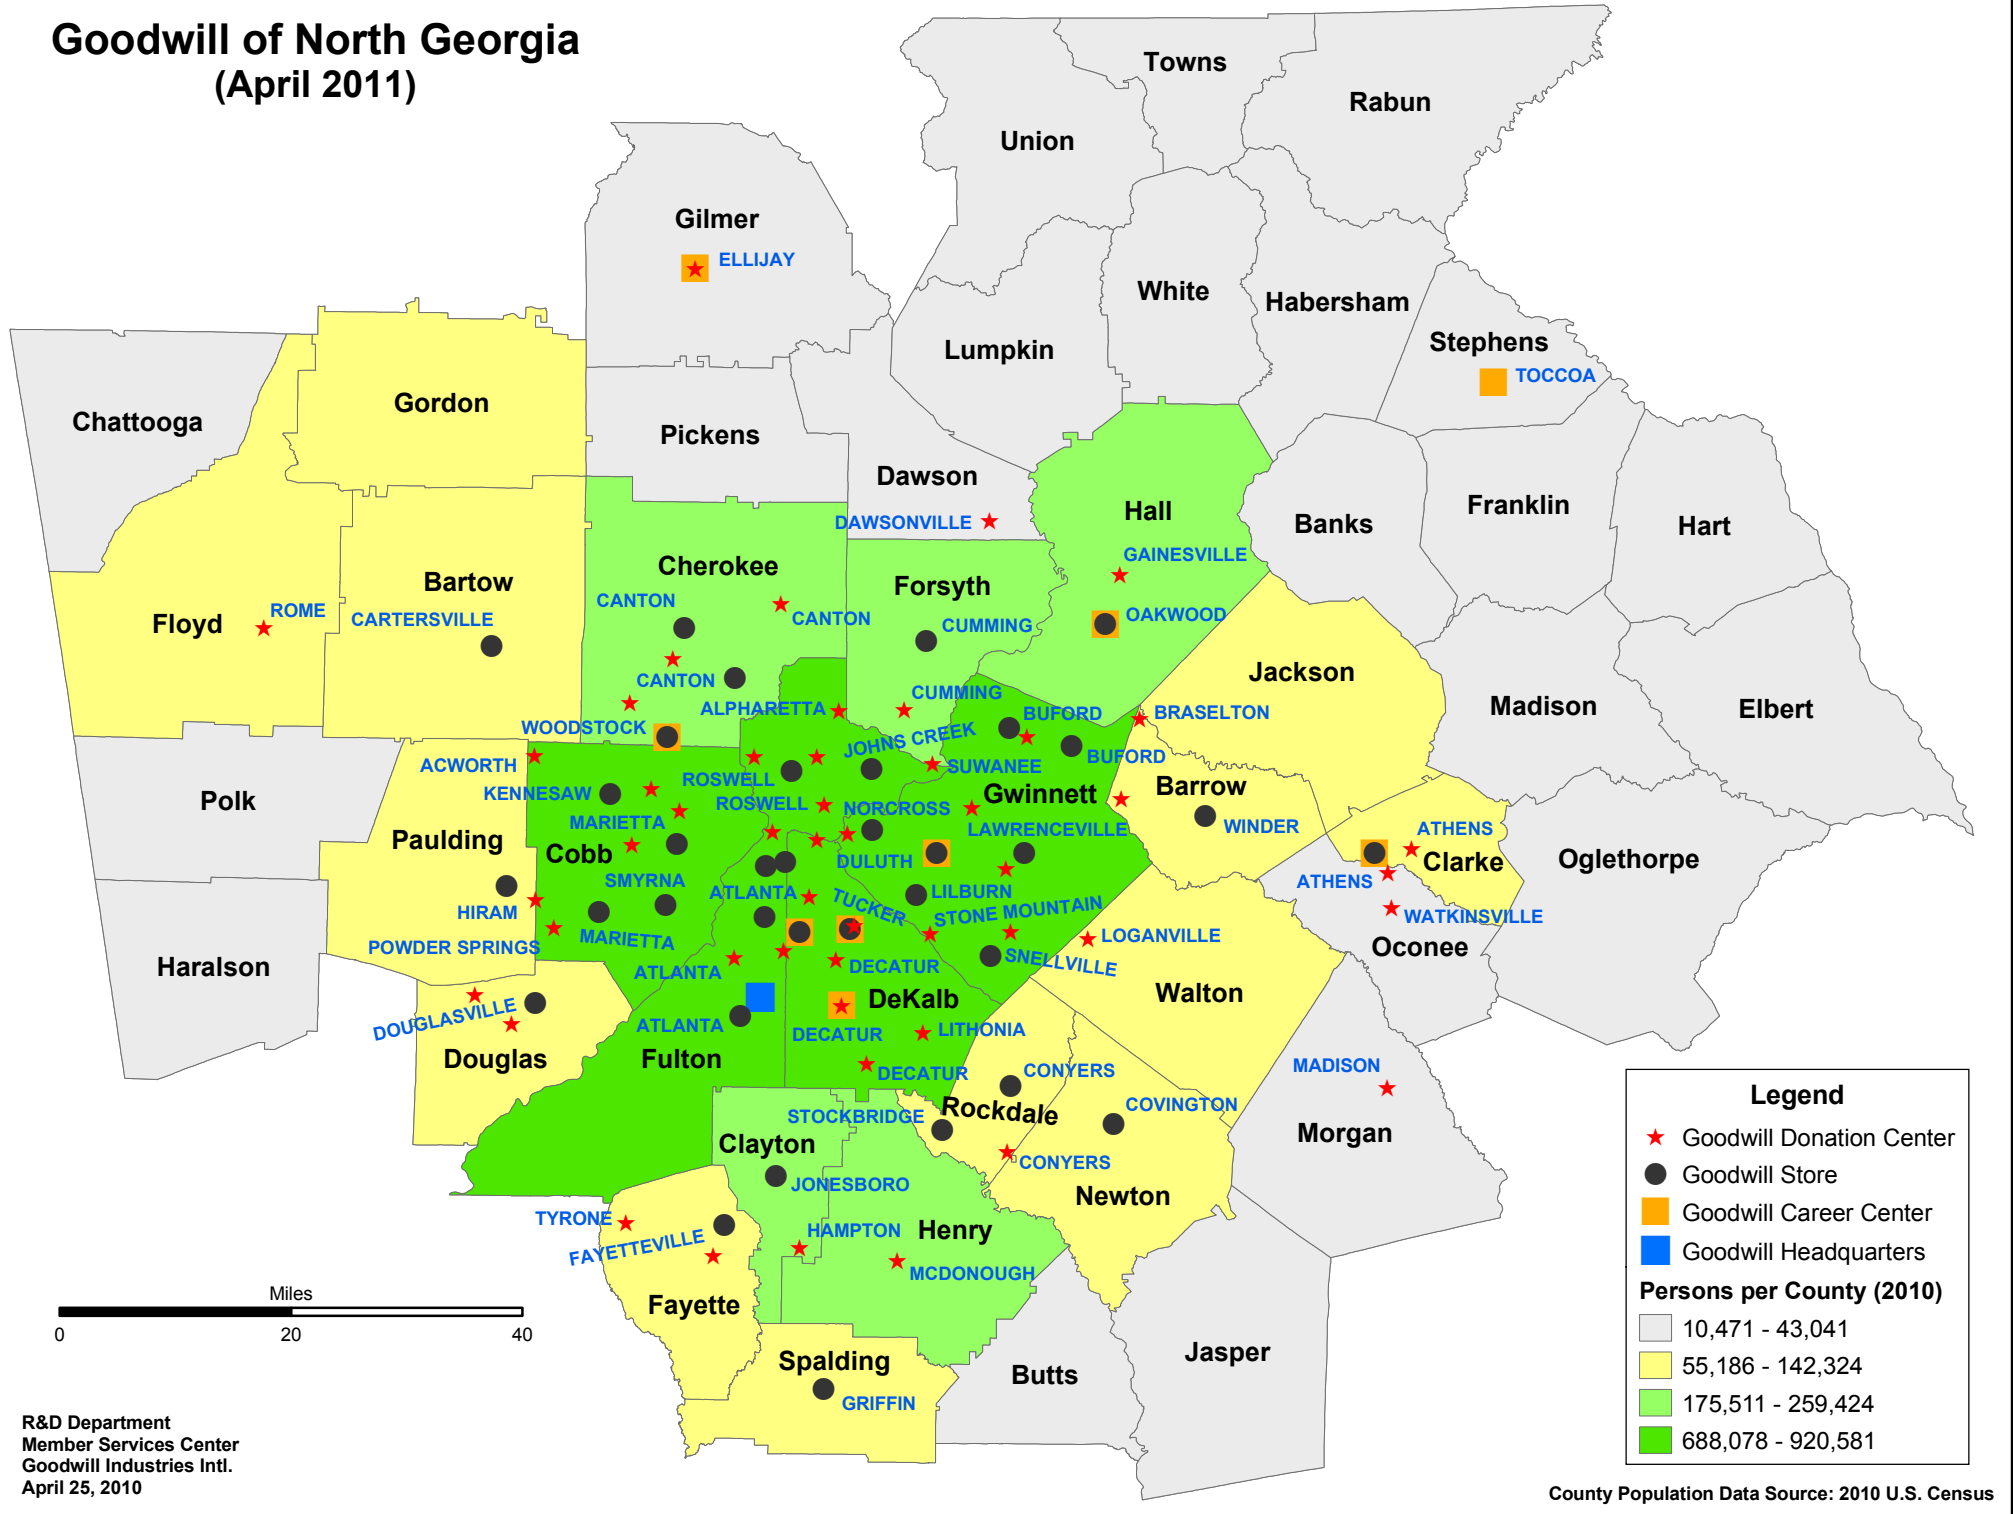 Goodwill of North Georgia
(April 2011)
Towns
Rabun
Union
Gilmer
ELLIJAY
White
Habersham
Stephens
TOCCOA
Lumpkin
Chattooga
Gordon
Pickens
Dawson
DAWSONVILLE
Hall
GAINESVILLE
OAKWOOD
Banks
Franklin
Hart
Floyd
ROME
Bartow
CARTERSVILLE
Cherokee
CANTON
CANTON
CANTON
WOODSTOCK
Forsyth
CUMMING
CUMMING
Jackson
Madison
Elbert
ALPHARETTA
JOHNS CREEK
BUFORD
BUFORD
BRASELTON
SUWANEE
ACWORTH
KENNESAW
MARIETTA
ROSWELL
ROSWELL
NORCROSS
Gwinnett
LAWRENCEVILLE
Barrow
WINDER
Polk
Paulding
Cobb
SMYRNA
DULUTH
LILBURN
ATHENS
Clarke
ATHENS
WATKINSVILLE
Oconee
Oglethorpe
HIRAM
POWDER SPRINGS
MARIETTA
ATLANTA
TUCKER
STONE MOUNTAIN
SNELLVILLE
LOGANVILLE
Haralson
ATLANTA
DECATUR
DeKalb
Walton
DOUGLASVILLE
Douglas
ATLANTA
Fulton
DECATUR
LITHONIA
DECATUR
CONYERS
Rockdale
COVINGTON
MADISON
Morgan
STOCKBRIDGE
Clayton
JONESBORO
CONYERS
Newton
TYRONE
FAYETTEVILLE
Fayette
HAMPTON
Henry
MCDONOUGH
Spalding
GRIFFIN
Butts
Jasper
Miles
0 20 40
R&D Department
Member Services Center
Goodwill Industries Intl.
April 25, 2010
Legend
Goodwill Donation Center
Goodwill Store
Goodwill Career Center
Goodwill Headquarters
Persons per County (2010)
10,471 - 43,041
55,186 - 142,324
175,511 - 259,424
688,078 - 920,581
County Population Data Source: 2010 U.S. Census